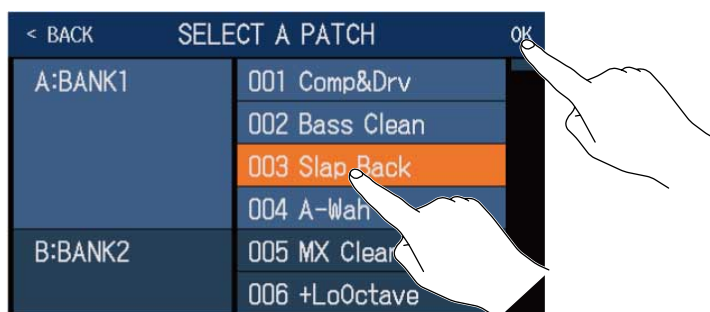 < BACK SELECT A PATCH OK
A:BANK1 001 Comp&Drv
002 Bass Clean
003 Slap Back
004 A-Wah
B:BANK2 005 MX Clean
006 +LoOctave